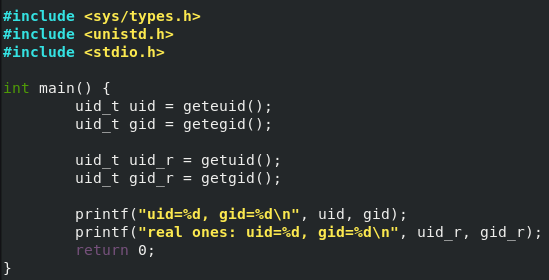 #include <sys/types.h>
#include <unistd.h>
#include <stdio.h>

int main() {
        uid_t uid = geteuid();
        uid_t gid = getegid();

        uid_t uid_r = getuid();
        uid_t gid_r = getgid();

        printf("uid=%d, gid=%d\n", uid, gid);
        printf("real ones: uid=%d, gid=%d\n", uid_r, gid_r);
        return 0;
}